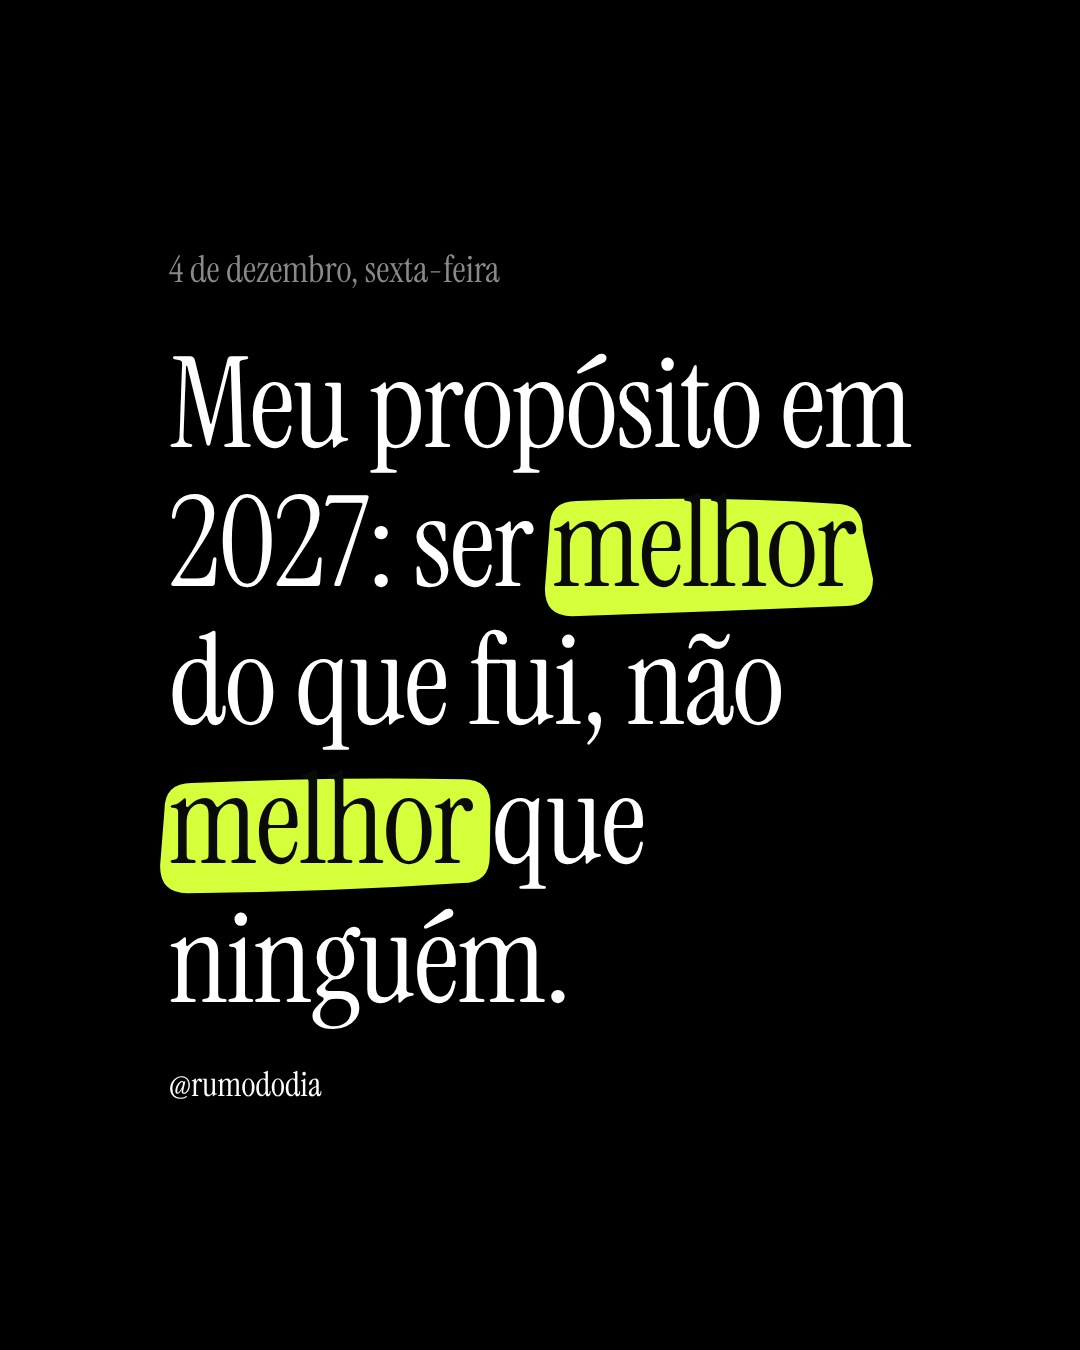 4 de dezembro, sexta-feira
Meu propósito em
2027: ser melhor
do que fui, não
melhor que
ninguém.
@rumododia